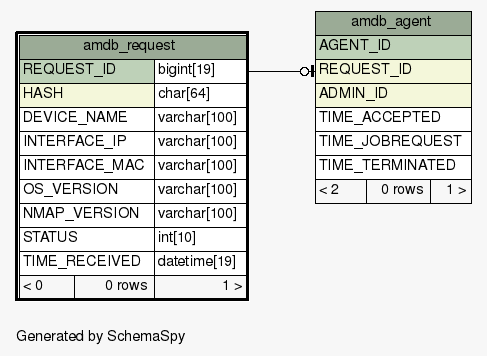 amdb_request
REQUEST_ID bigint[19]
HASH char[64]
DEVICE_NAME varchar[100]
INTERFACE_IP varchar[100]
INTERFACE_MAC varchar[100]
OS_VERSION varchar[100]
NMAP_VERSION varchar[100]
STATUS int[10]
TIME_RECEIVED datetime[19]
< 0 0 rows 1 >
amdb_agent
AGENT_ID
REQUEST_ID
ADMIN_ID
TIME_ACCEPTED
TIME_JOBREQUEST
TIME_TERMINATED
< 2 0 rows 1 >
Generated by SchemaSpy